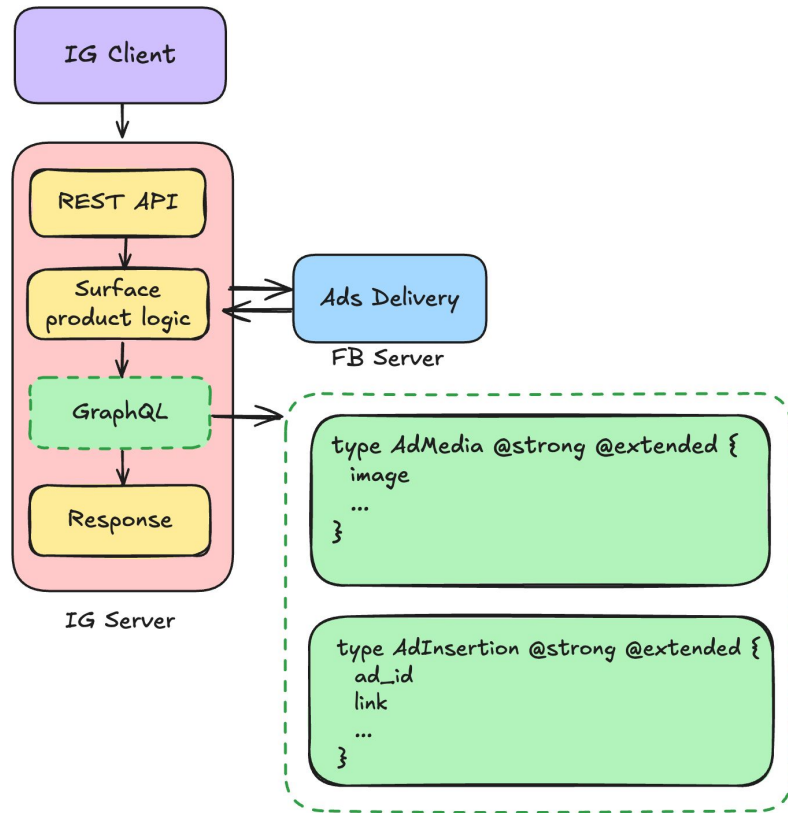 IG Client
REST API
Surface
product logic
Ads Delivery
FB Server
GraphQL
Response
IG Server
type AdMedia @strong @extended {
image
...
}
type AdInsertion @strong @extended {
ad_id
link
...
}